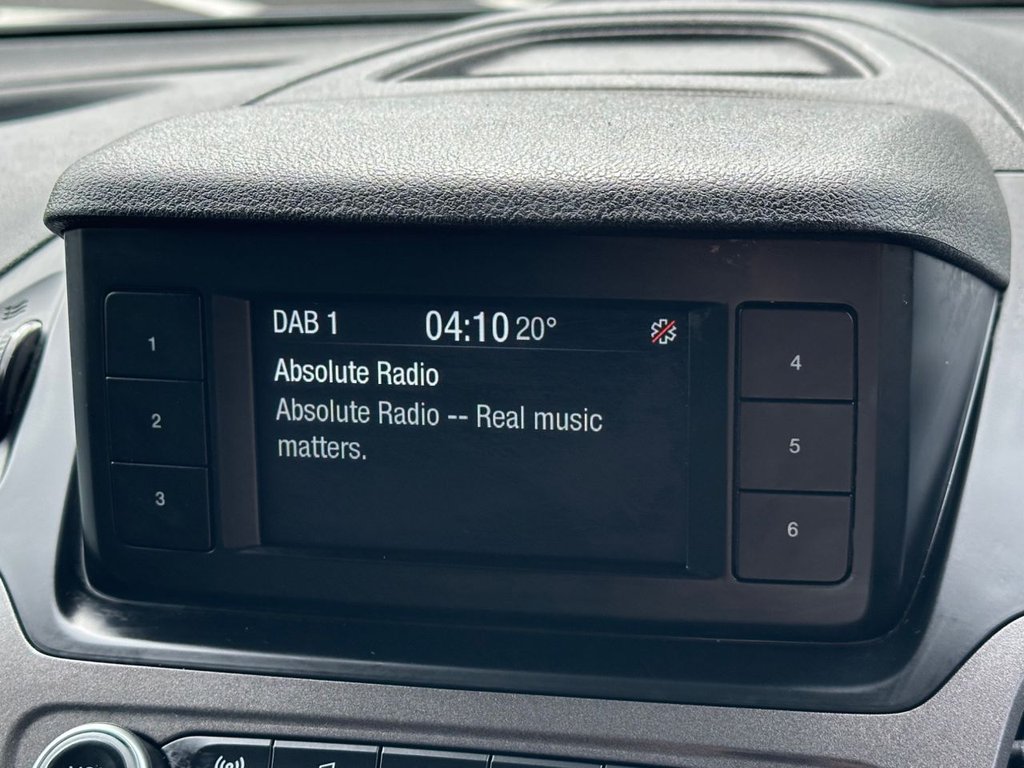 DAB 1 04:10 20°
Absolute Radio
Absolute Radio -- Real music
matters.
1
2
3
4
5
6